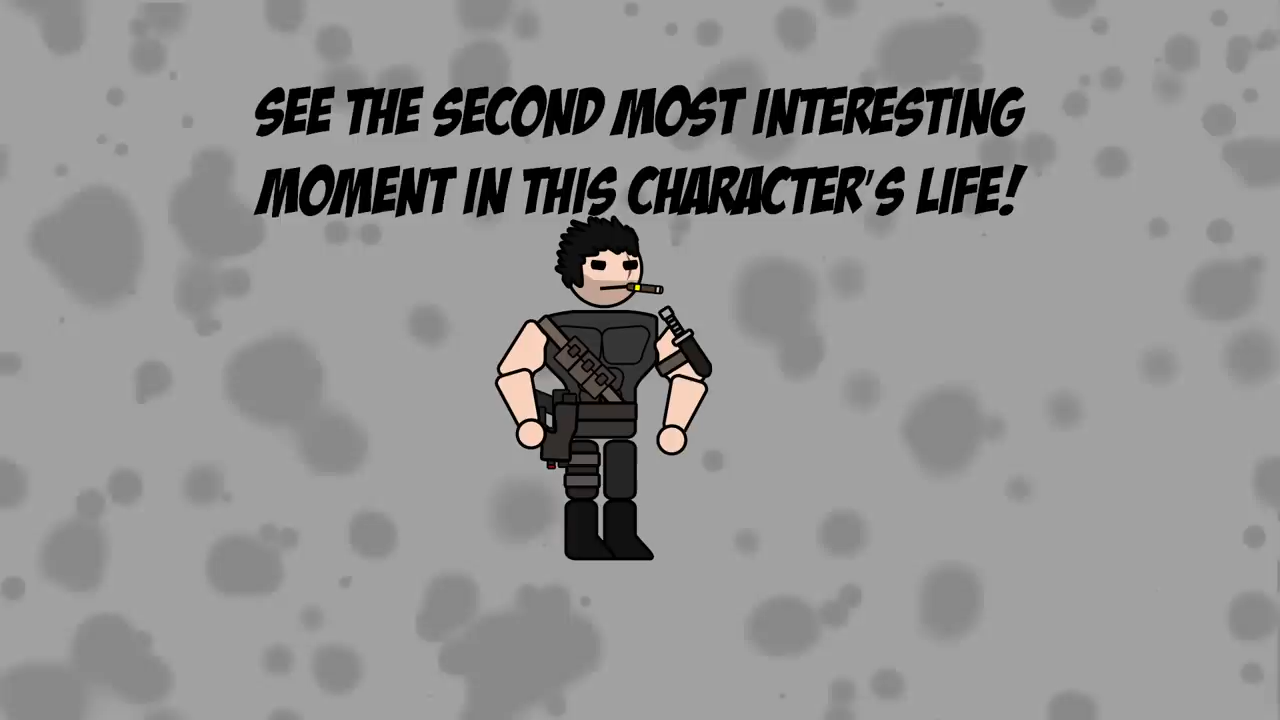 SEE THE SECOND MOST INTERESTING
MOMENT IN THIS CHARACTER'S LIFE!